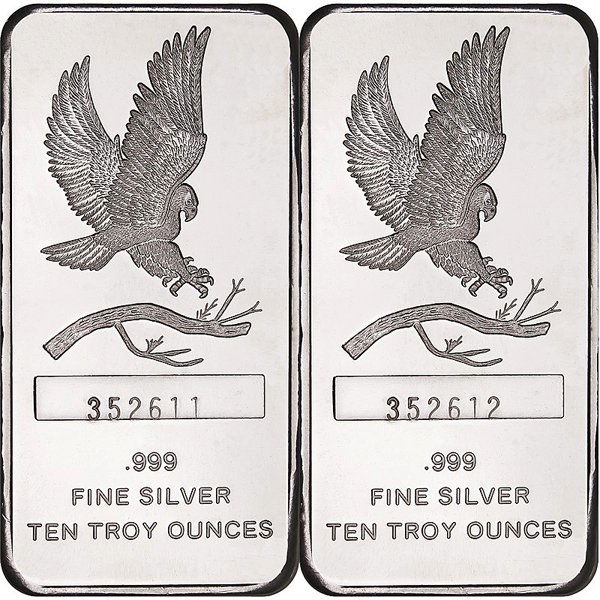 352611
.999
FINE SILVER
TEN TROY OUNCES
352612
.999
FINE SILVER
TEN TROY OUNCES